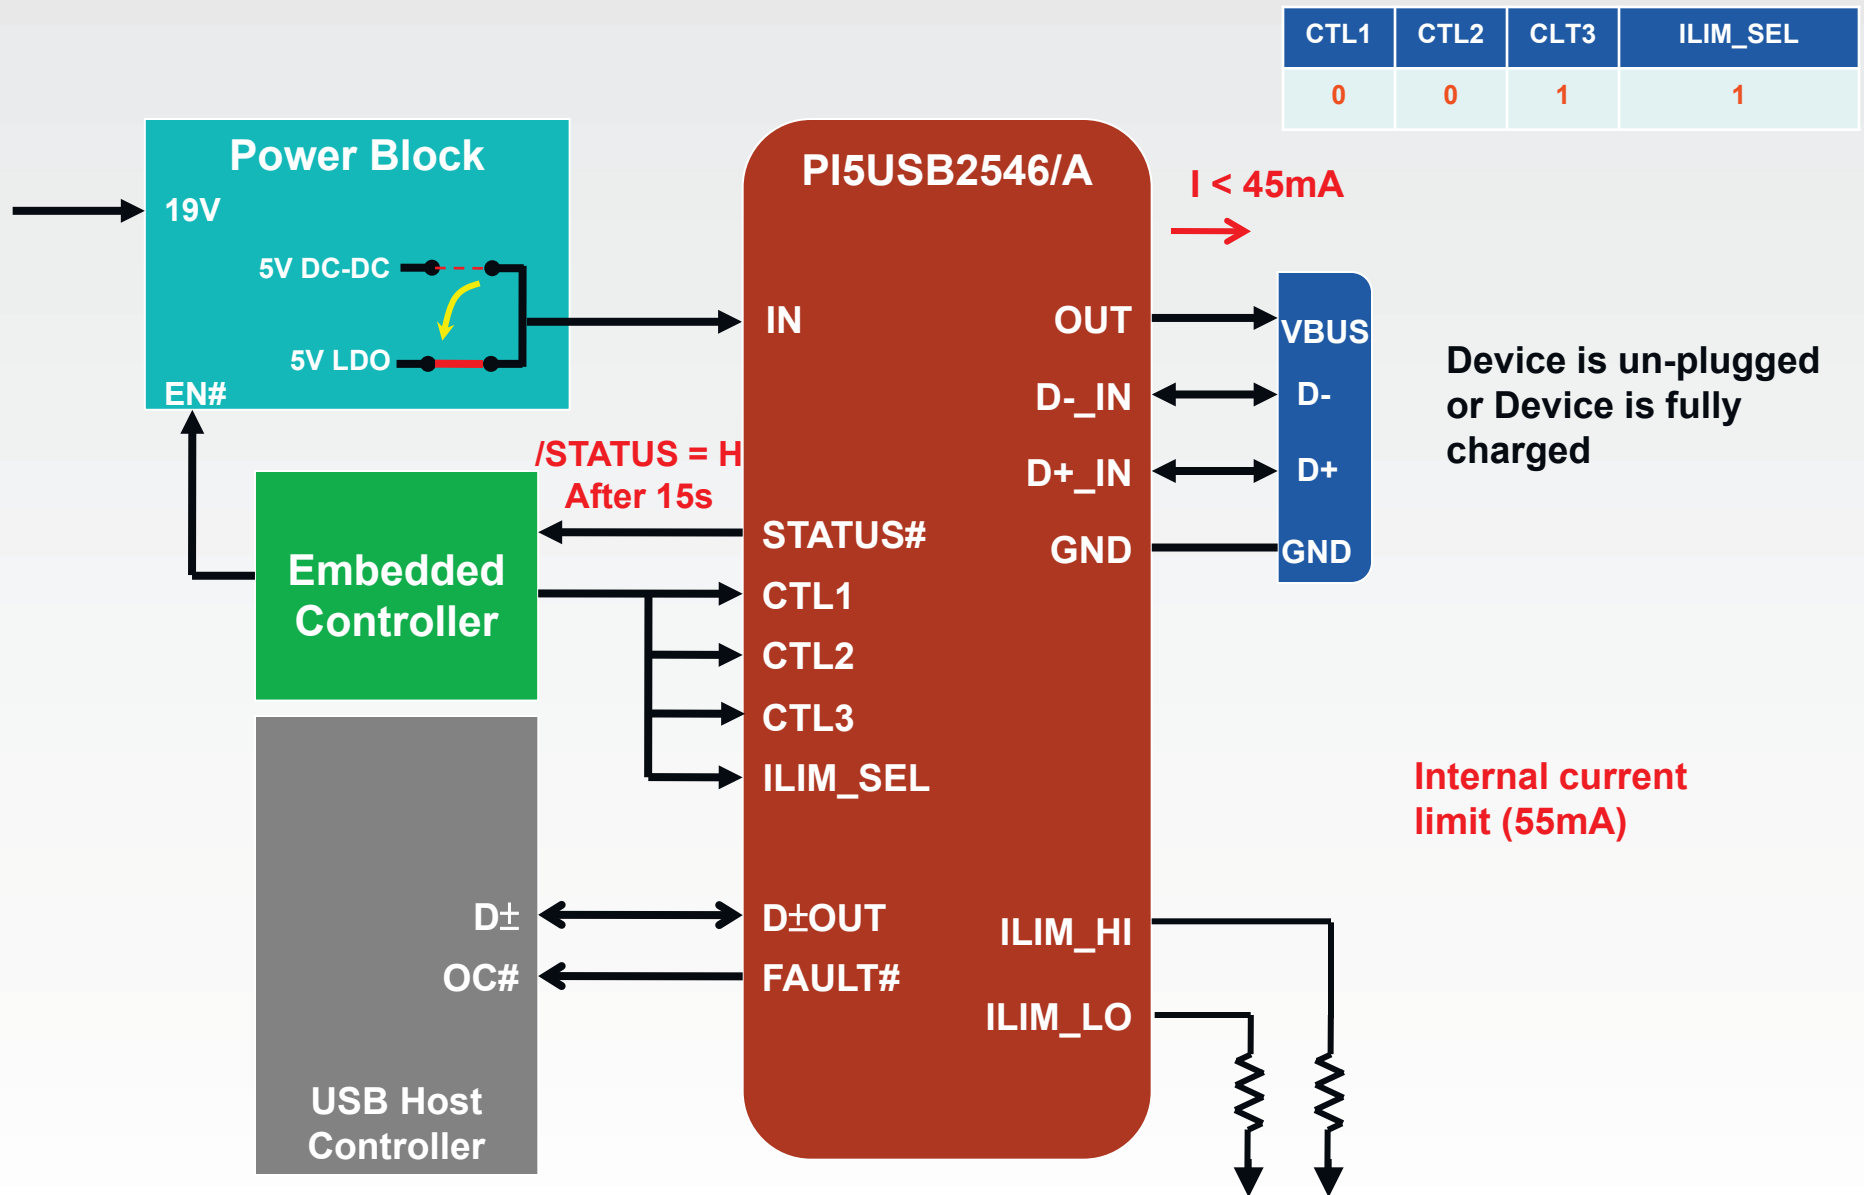 CTL1 CTL2 CLT3 ILIM_SEL
0 0 1 1
Power Block
19V
5V DC-DC
5V LDO
EN#
PI5USB2546/A
I < 45mA
IN
OUT
D-_IN
D+_IN
GND
VBUS
D-
D+
GND
Device is un-plugged
or Device is fully
charged
/STATUS = H
After 15s
STATUS#
CTL1
CTL2
CTL3
ILIM_SEL
Embedded
Controller
Internal current
limit (55mA)
D±
OC#
D±OUT
FAULT#
ILIM_HI
ILIM_LO
USB Host
Controller